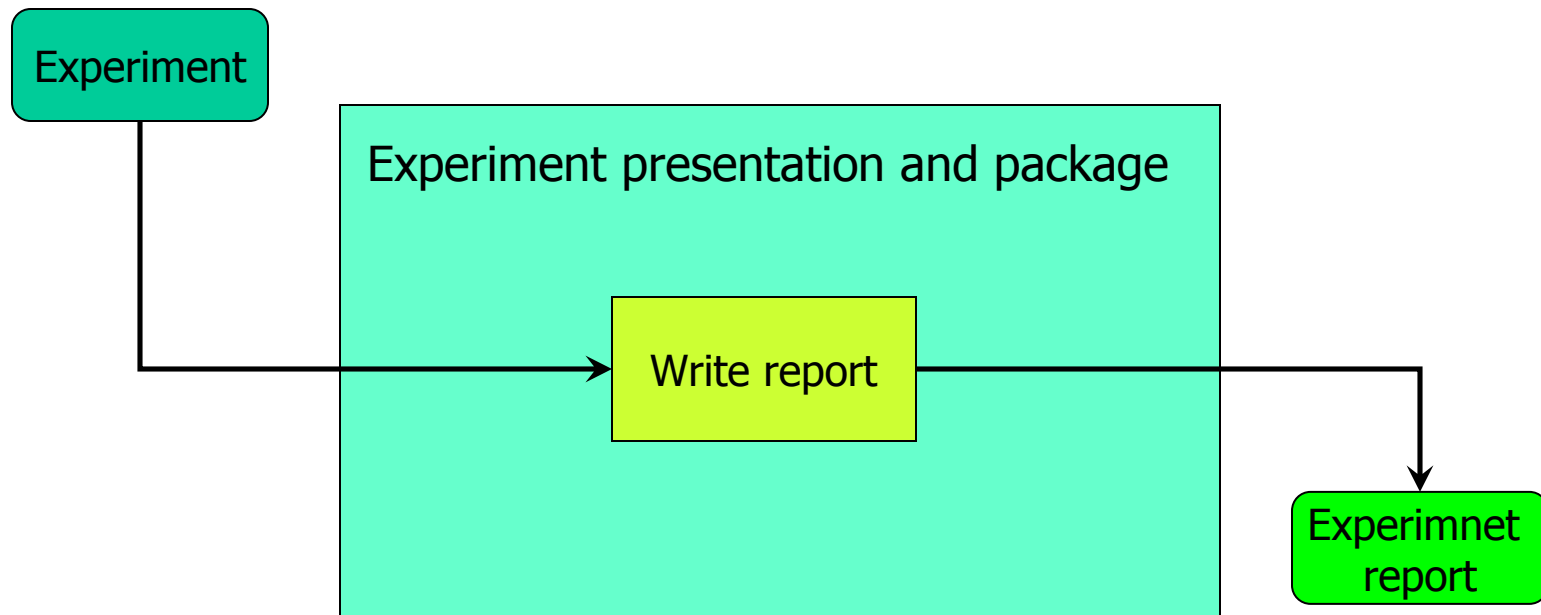 Experiment
Experiment presentation and package
Write report
Experimnet
report